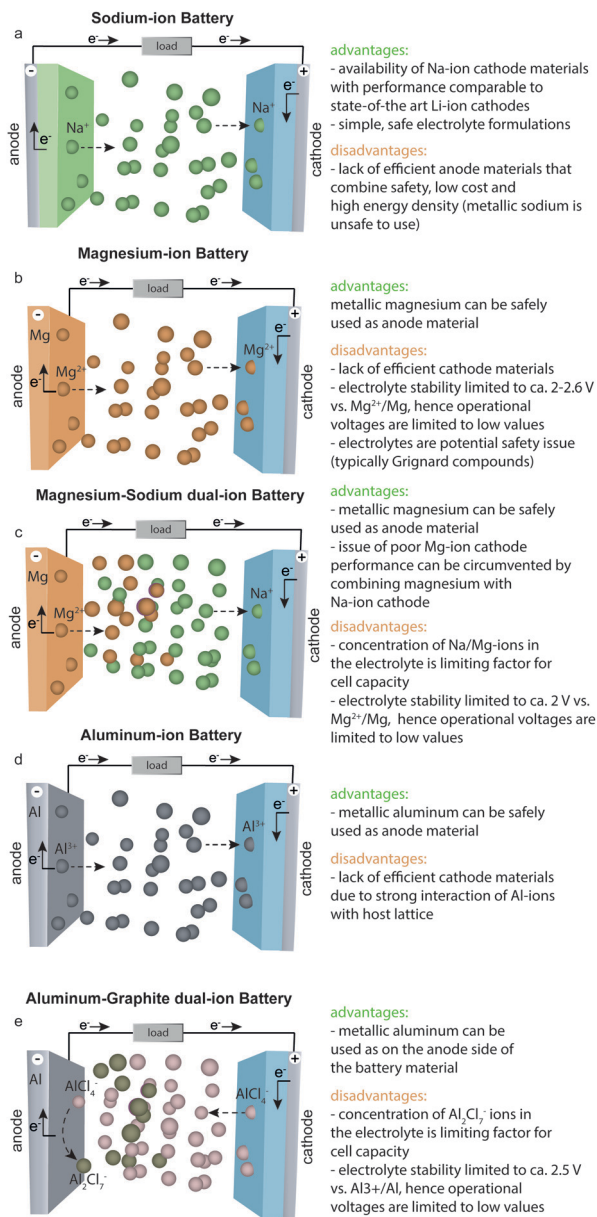 Sodium-ion Battery
a
e⁻
load
e⁻
-
+
Na⁺
e⁻
Na⁺
e⁻
anode
cathode
advantages:
- availability of Na-ion cathode materials
with performance comparable to
state-of-the art Li-ion cathodes
- simple, safe electrolyte formulations
disadvantages:
- lack of efficient anode materials that
combine safety, low cost and
high energy density (metallic sodium is
unsafe to use)
Magnesium-ion Battery
b
e⁻
load
e⁻
-
+
Mg
Mg²⁺
e⁻
Mg²⁺
e⁻
anode
cathode
advantages:
metallic magnesium can be safely
used as anode material
disadvantages:
- lack of efficient cathode materials
- electrolyte stability limited to ca. 2-2.6 V
vs. Mg²⁺/Mg, hence operational
voltages are limited to low values
- electrolytes are potential safety issue
(typically Grignard compounds)
Magnesium-Sodium dual-ion Battery
c
e⁻
load
e⁻
-
+
Mg
Mg²⁺
e⁻
Na⁺
e⁻
anode
cathode
advantages:
- metallic magnesium can be safely
used as anode material
- issue of poor Mg-ion cathode
performance can be circumvented by
combining magnesium with
Na-ion cathode
disadvantages:
- concentration of Na/Mg-ions in
the electrolyte is limiting factor for
cell capacity
- electrolyte stability limited to ca. 2 V vs.
Mg²⁺/Mg, hence operational voltages are
limited to low values
Aluminum-ion Battery
d
e⁻
load
e⁻
-
+
Al
Al³⁺
e⁻
Al³⁺
e⁻
anode
cathode
advantages:
- metallic aluminum can be safely
used as anode material
disadvantages:
- lack of efficient cathode materials
due to strong interaction of Al-ions
with host lattice
Aluminum-Graphite dual-ion Battery
e
e⁻
load
e⁻
-
+
Al
AlCl₄⁻
e⁻
Al₂Cl₇⁻
AlCl₄⁻
e⁻
anode
cathode
advantages:
- metallic aluminum can be
used as on the anode side of
the battery material
disadvantages:
- concentration of Al₂Cl₇⁻ ions in
the electrolyte is limiting factor for
cell capacity
- electrolyte stability limited to ca. 2.5 V
vs. Al3+/Al, hence operational
voltages are limited to low values